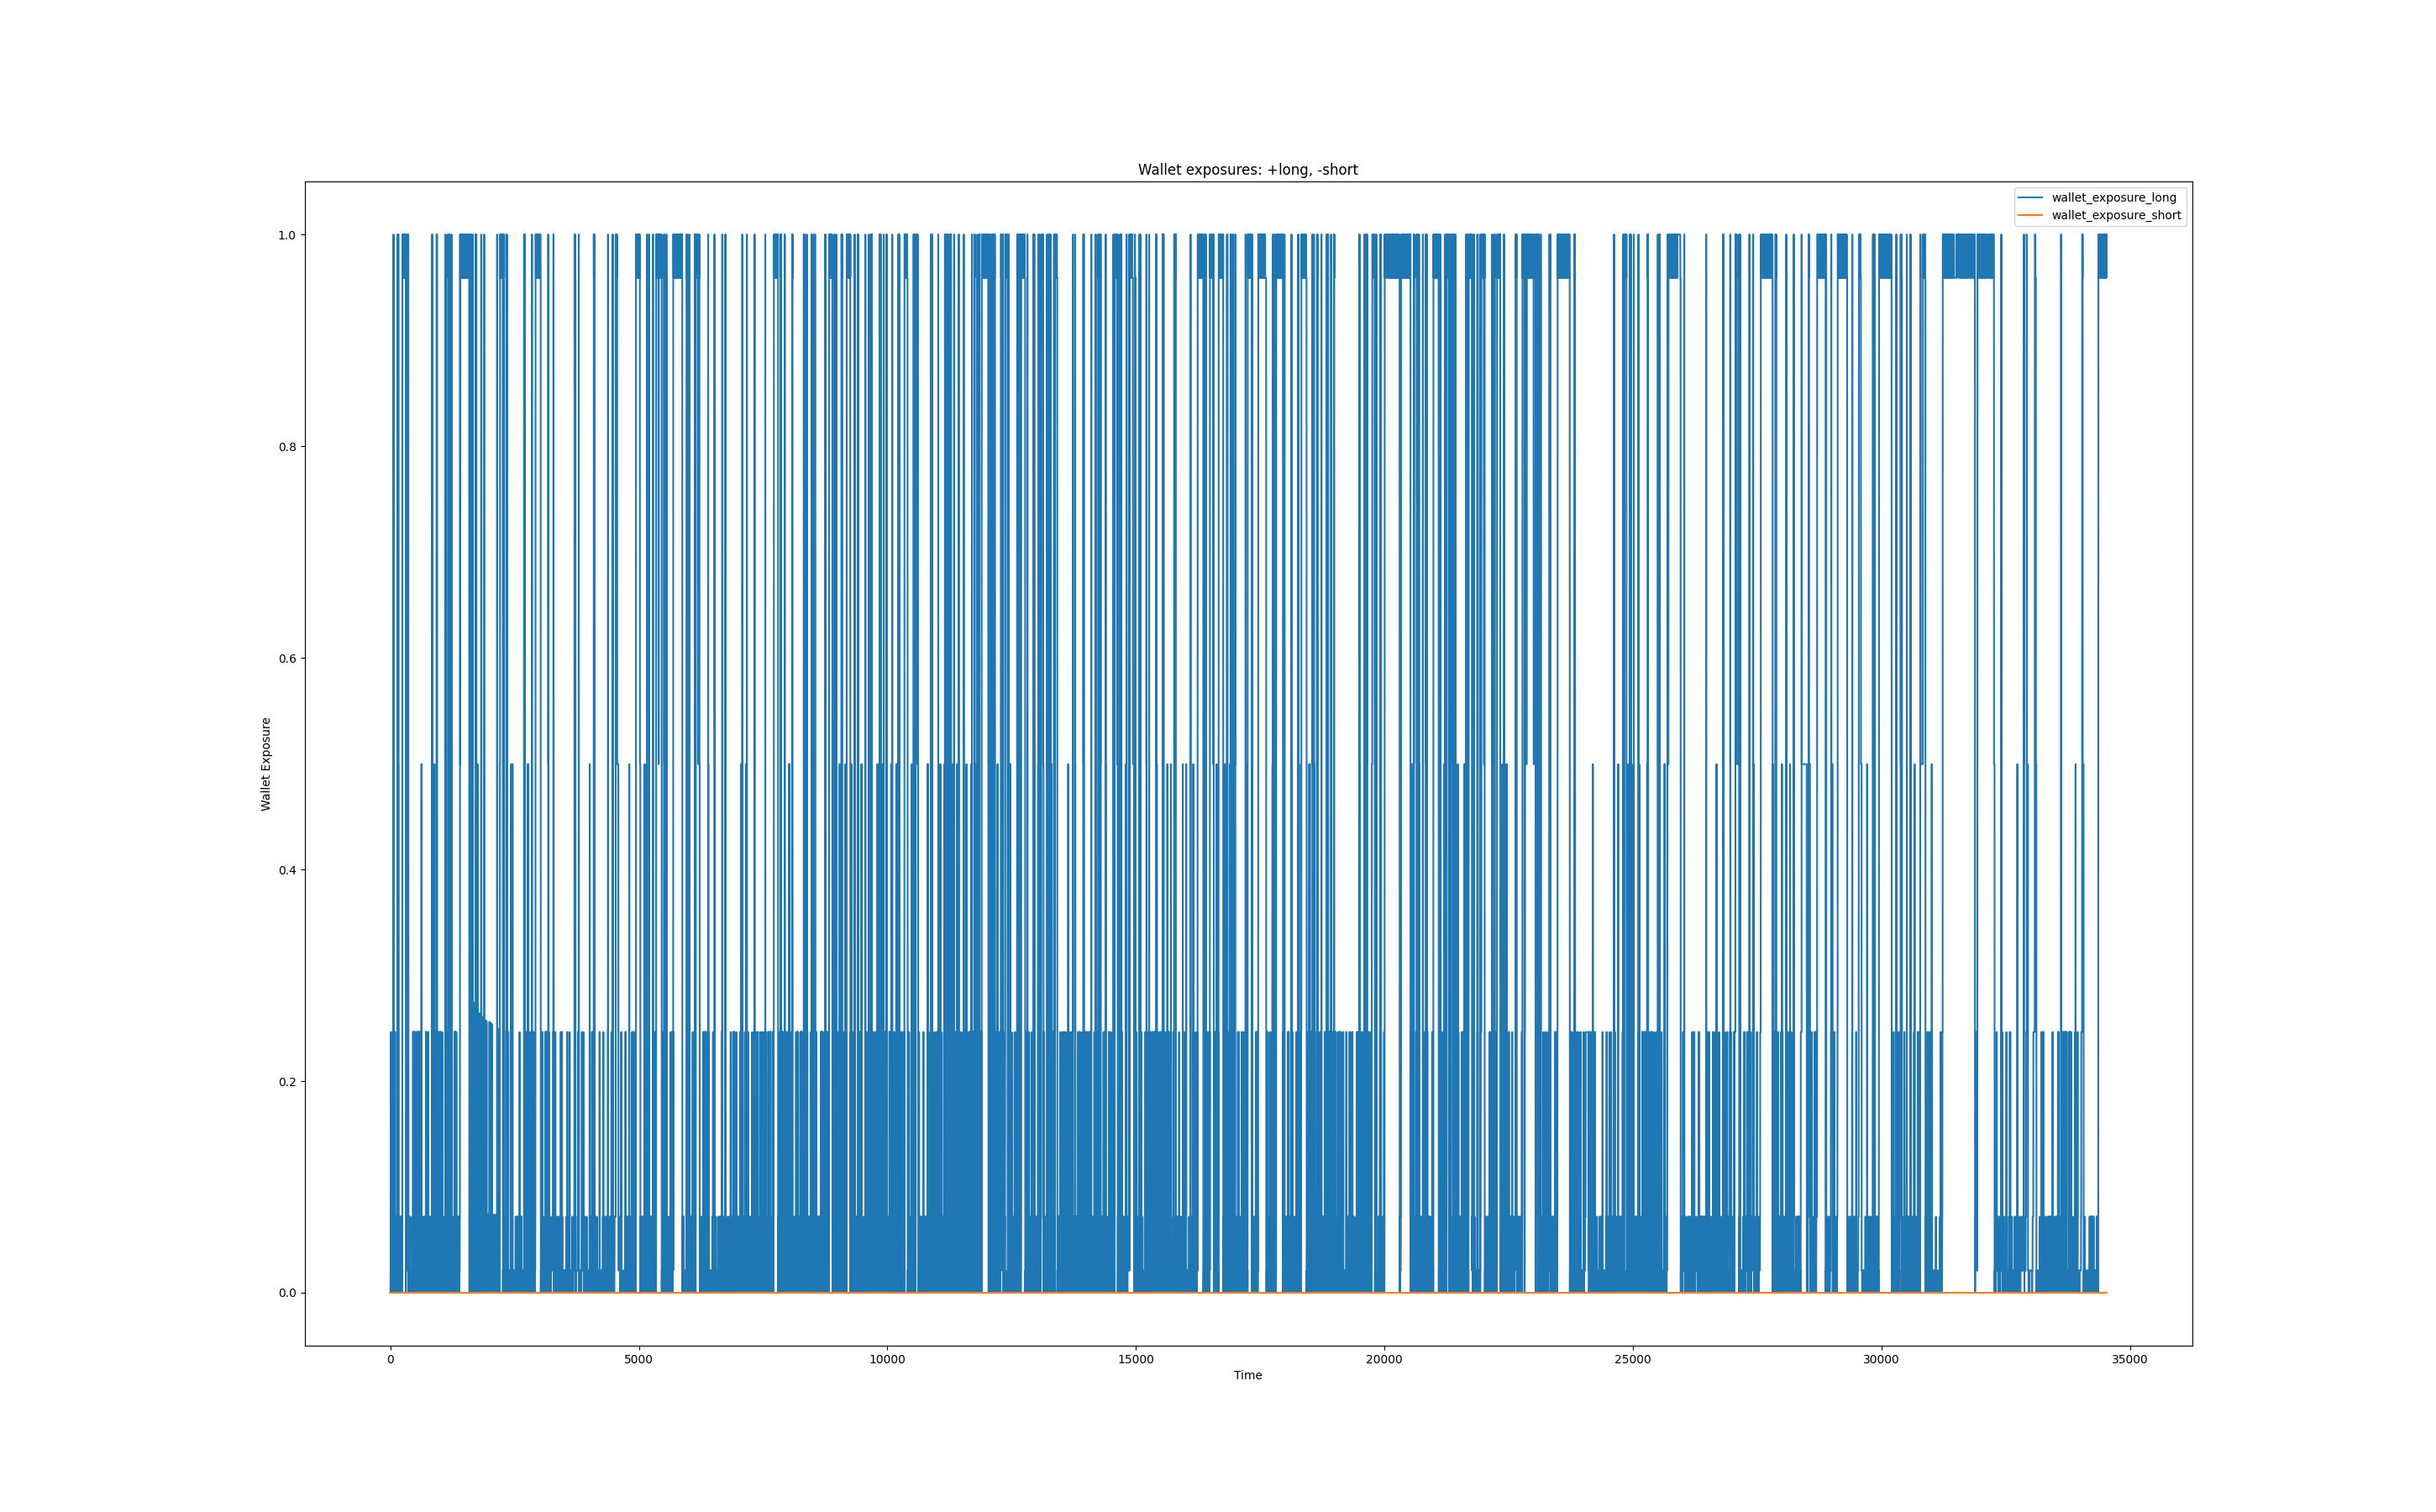 Wallet exposures: +long, -short
wallet_exposure_long
wallet_exposure_short
1.0
0.8
0.6
0.4
0.2
0.0
Wallet Exposure
0 5000 10000 15000 20000 25000 30000 35000
Time